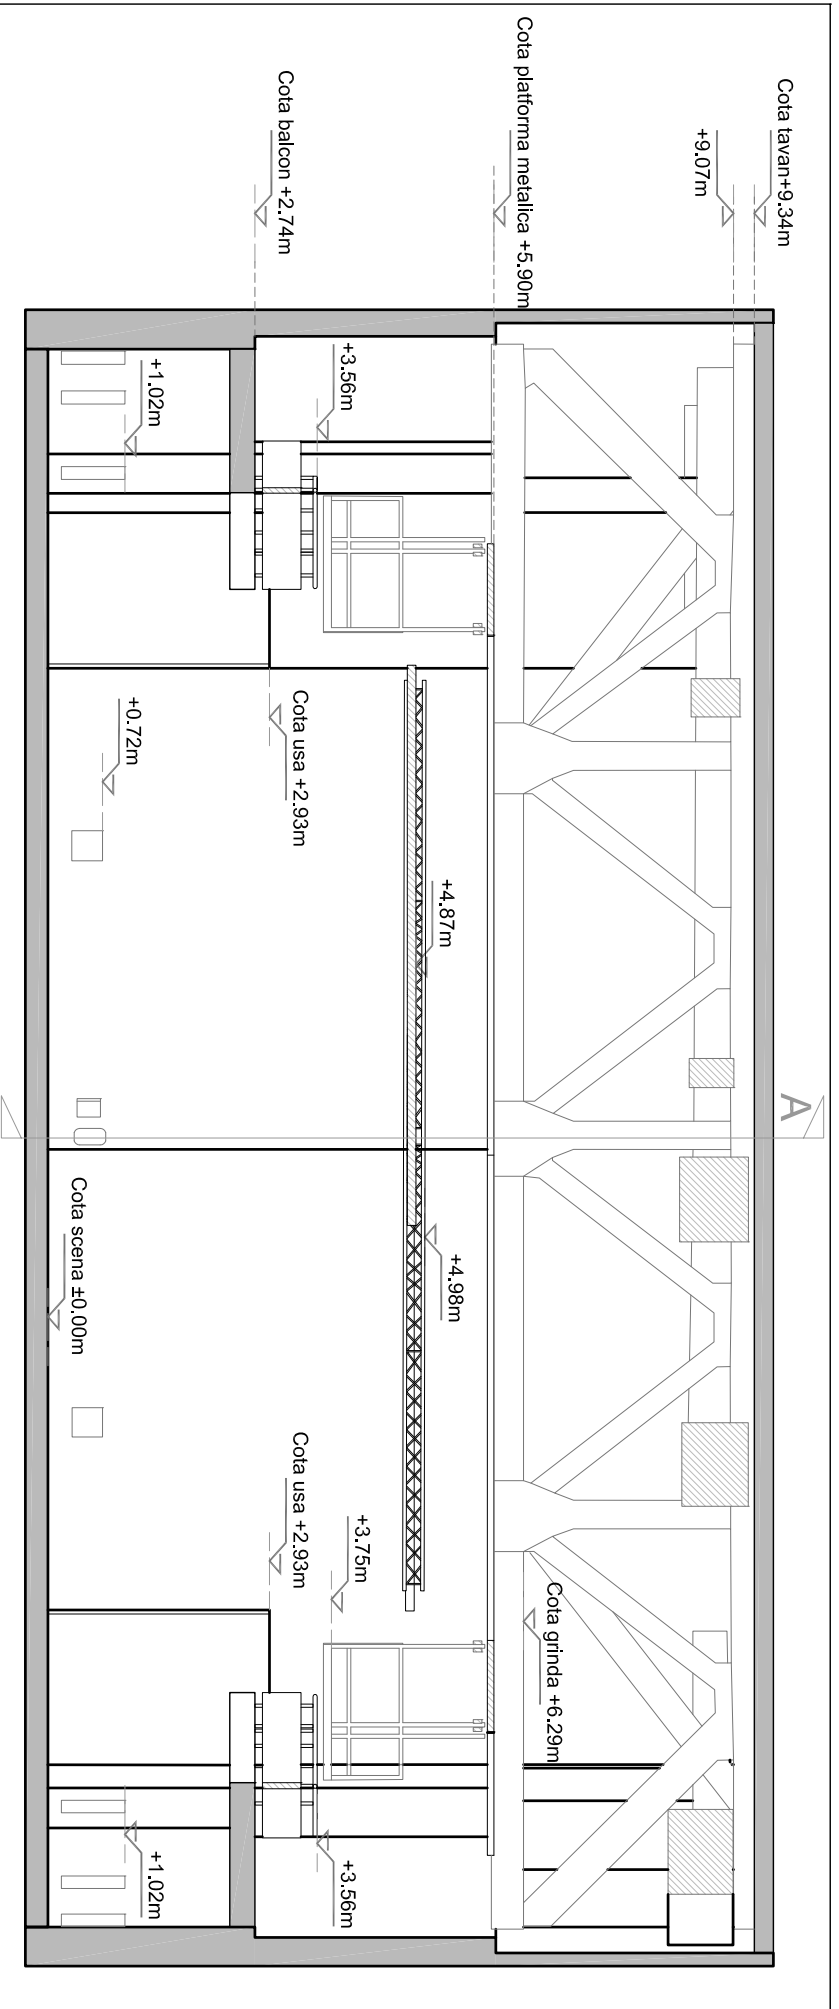 Cota tavan+9.34m
+9.07m
Cota platforma metalica +5.90m
Cota balcon +2.74m
+3.56m
+1.02m
Cota usa +2.93m
+0.72m
+4.87m
A
+4.98m
Cota scena ±0.00m
Cota usa +2.93m
+3.75m
Cota grinda +6.29m
+3.56m
+1.02m